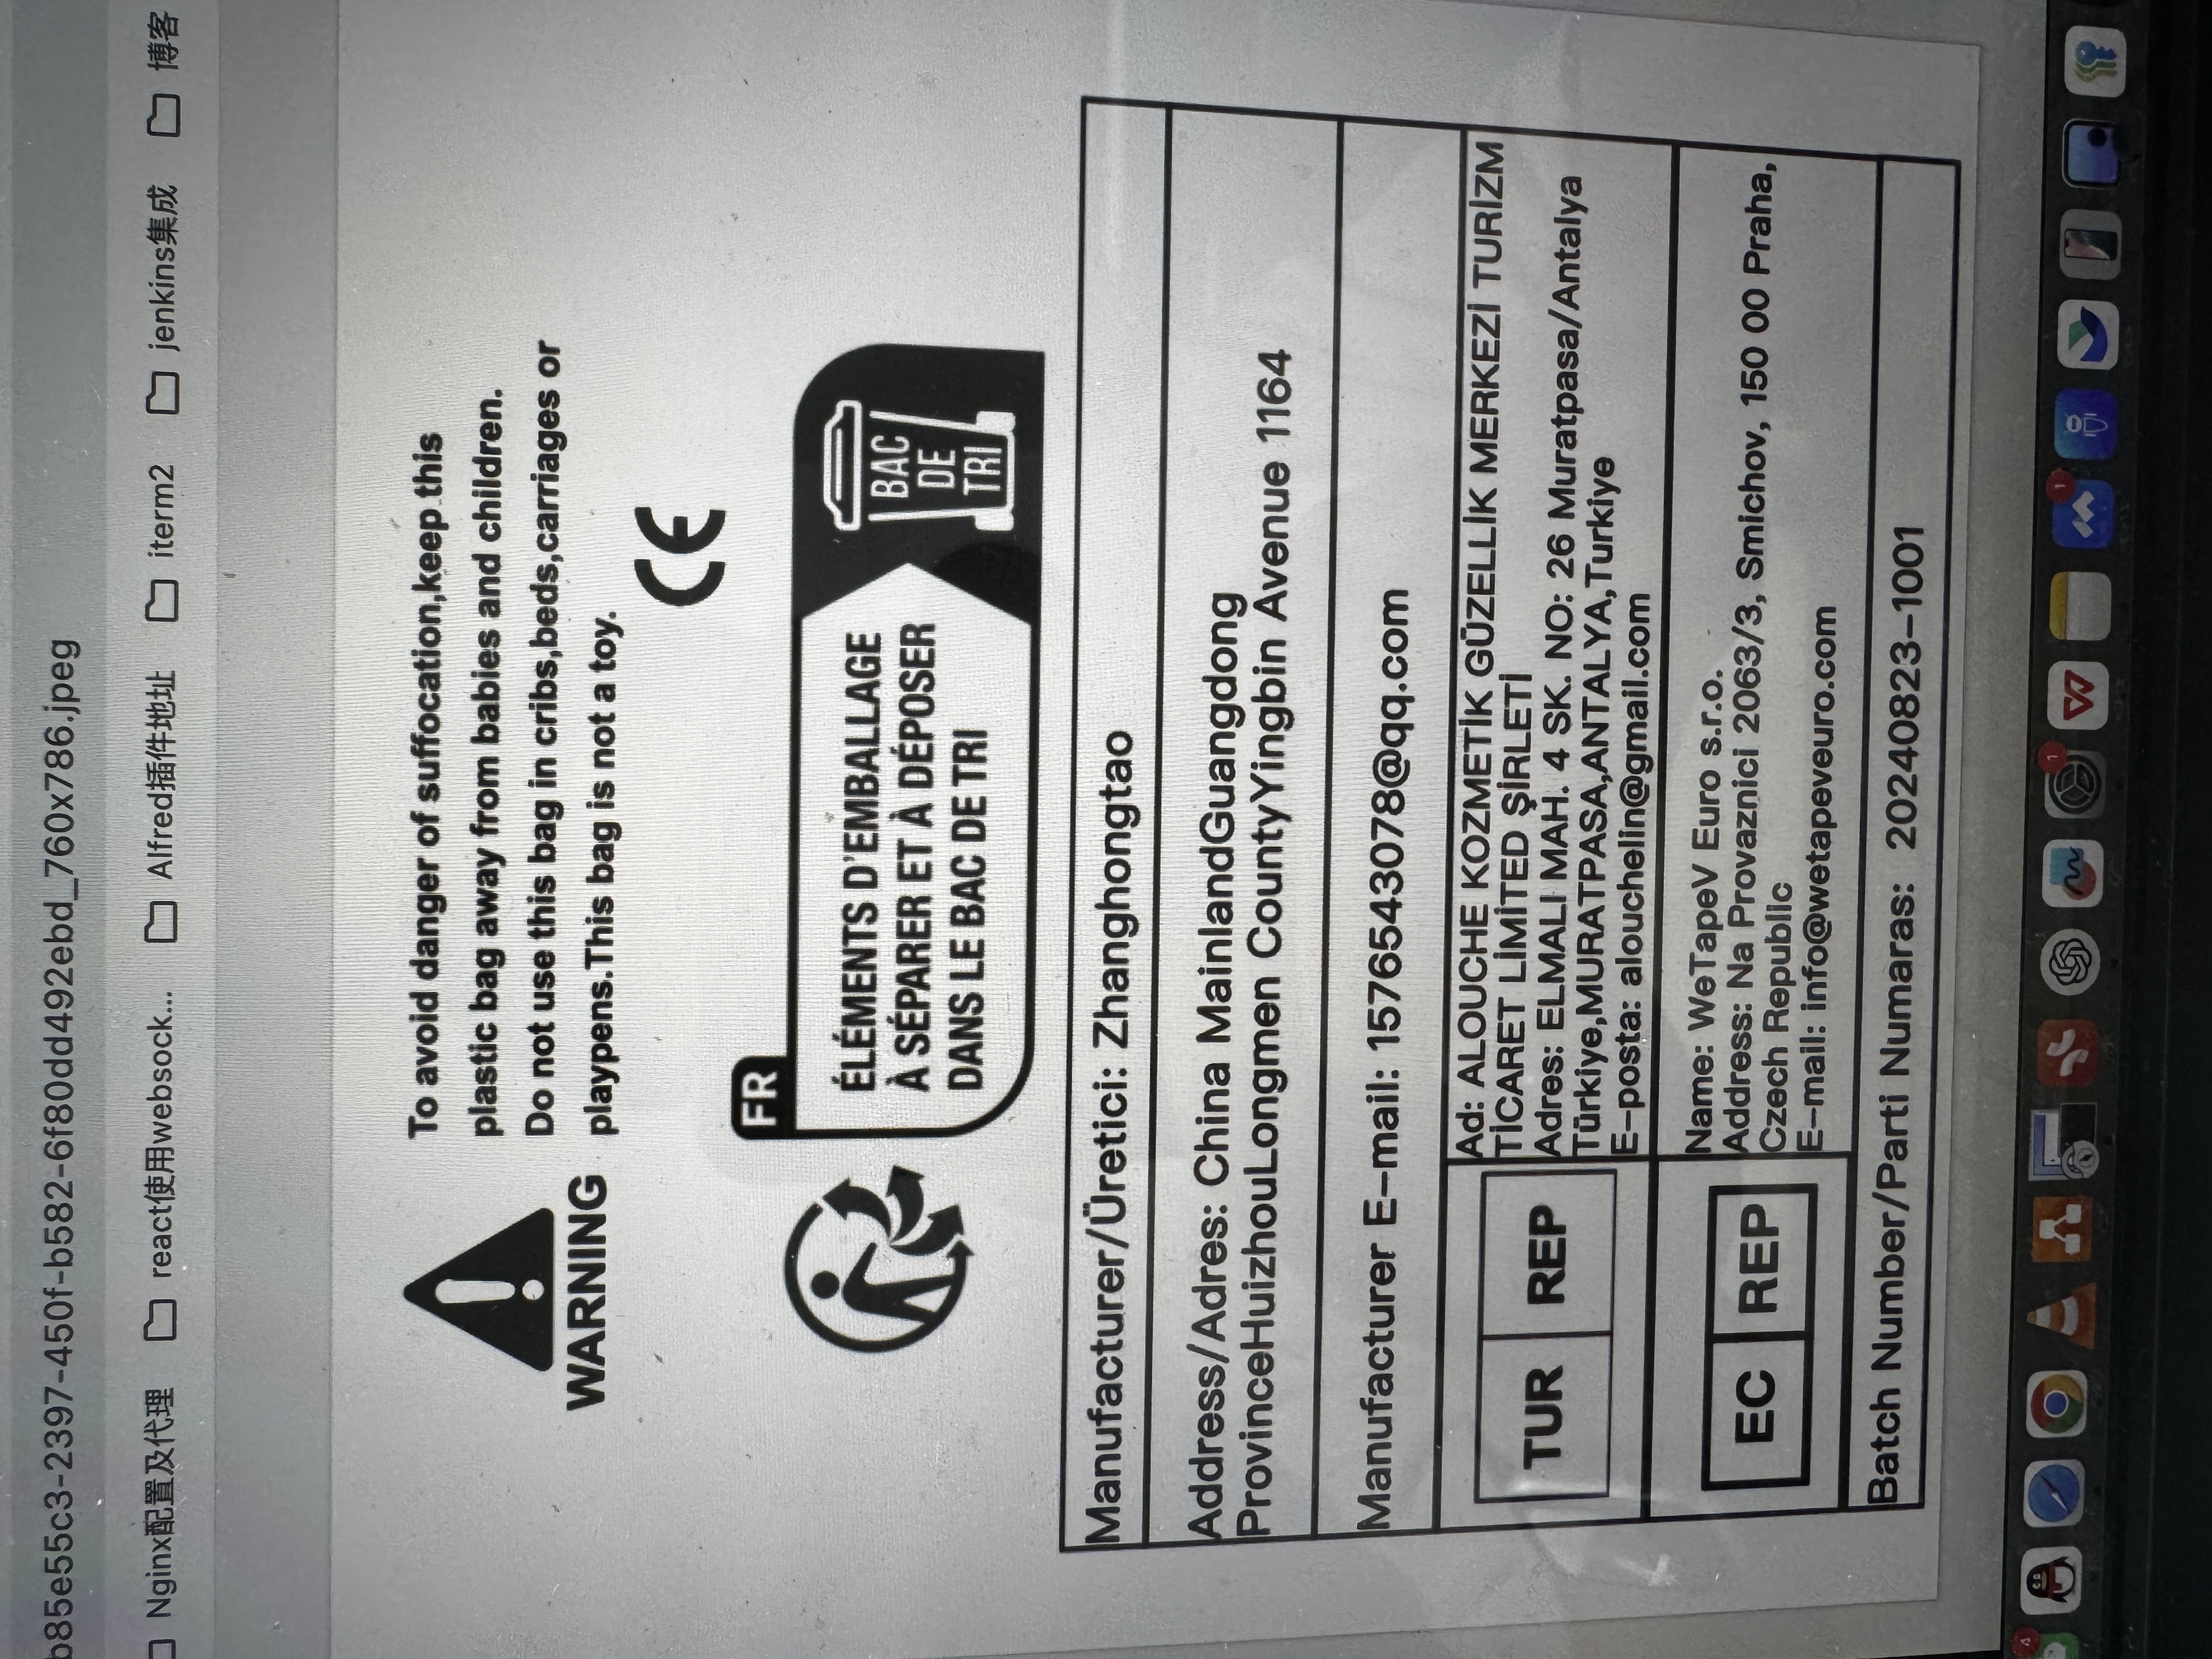 b85e55c3-2397-450f-b582-6f80dd492ebd_760x786.jpeg
Nginx配置及代理 react使用websock... Alfred插件地址 iterm2 jenkins集成 博客
To avoid danger of suffocation,keep this
plastic bag away from babies and children.
Do not use this bag in cribs,beds,carriages or
playpens.This bag is not a toy.
WARNING
CE
FR
ÉLÉMENTS D'EMBALLAGE
À SÉPARER ET À DÉPOSER
DANS LE BAC DE TRI
BAC
DE
TRI
Manufacturer/Üretici: Zhanghongtao
Address/Adres: China MainlandGuangdong
ProvinceHuizhouLongmen CountyYingbin Avenue 1164
Manufacturer E-mail: 1576543078@qq.com
TUR REP
Ad: ALOUCHE KOZMETİK GÜZELLİK MERKEZİ TURİZM
TİCARET LİMİTED ŞİRLETİ
Adres: ELMALI MAH. 4 SK. NO: 26 Muratpasa/Antalya
Türkiye,MURATPASA,ANTALYA,Turkiye
E-posta: alouchelin@gmail.com
EC REP
Name: WeTapeV Euro s.r.o.
Address: Na Provaznici 2063/3, Smichov, 150 00 Praha,
Czech Republic
E-mail: info@wetapeveuro.com
Batch Number/Parti Numaras: 20240823-1001
4
1
1